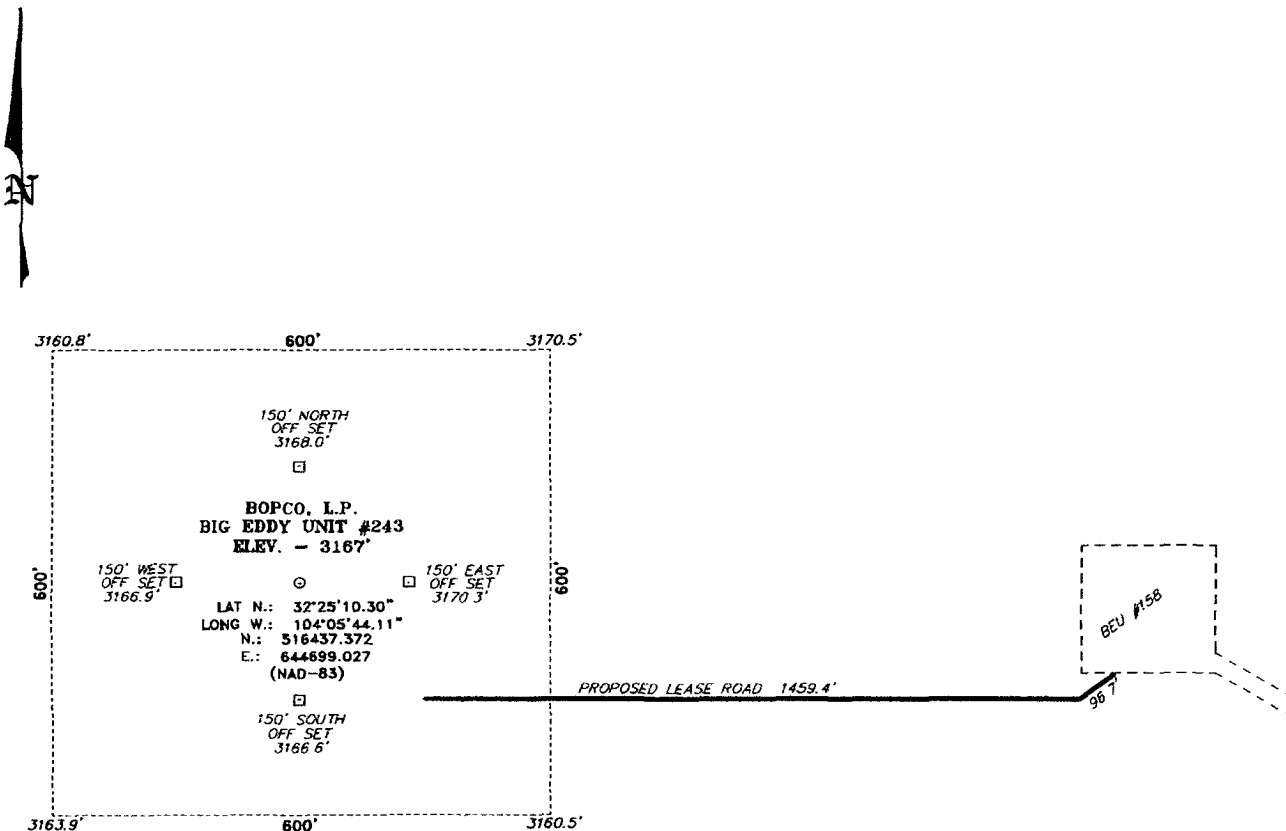 N
3160.8' 600' 3170.5'
150' NORTH
OFF SET
3168.0'
BOPCO, L.P.
BIG EDDY UNIT #243
ELEV. - 3167'
150' WEST
OFF SET
3166.9'
150' EAST
OFF SET
3170 3'
600'
600'
LAT N.: 32°25'10.30"
LONG W.: 104°05'44.11"
N.: 516437.372
E.: 644699.027
(NAD-83)
150' SOUTH
OFF SET
3166 6'
PROPOSED LEASE ROAD 1459.4'
BEU #158
96 7'
3163.9' 600' 3160.5'